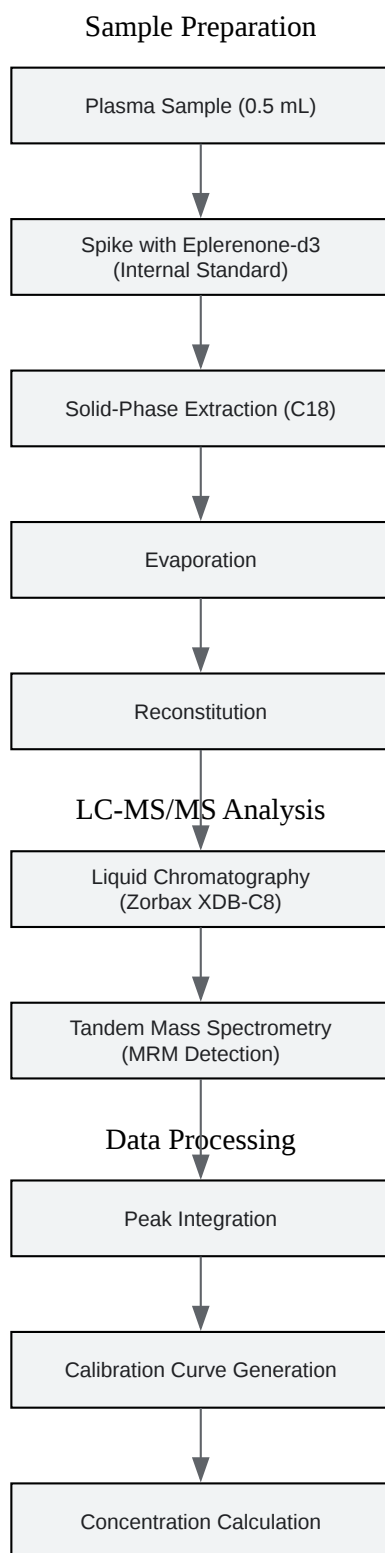 Sample Preparation
Plasma Sample (0.5 mL)
Spike with Eplerenone-d3
(Internal Standard)
Solid-Phase Extraction (C18)
Evaporation
Reconstitution
LC-MS/MS Analysis
Liquid Chromatography
(Zorbax XDB-C8)
Tandem Mass Spectrometry
(MRM Detection)
Data Processing
Peak Integration
Calibration Curve Generation
Concentration Calculation